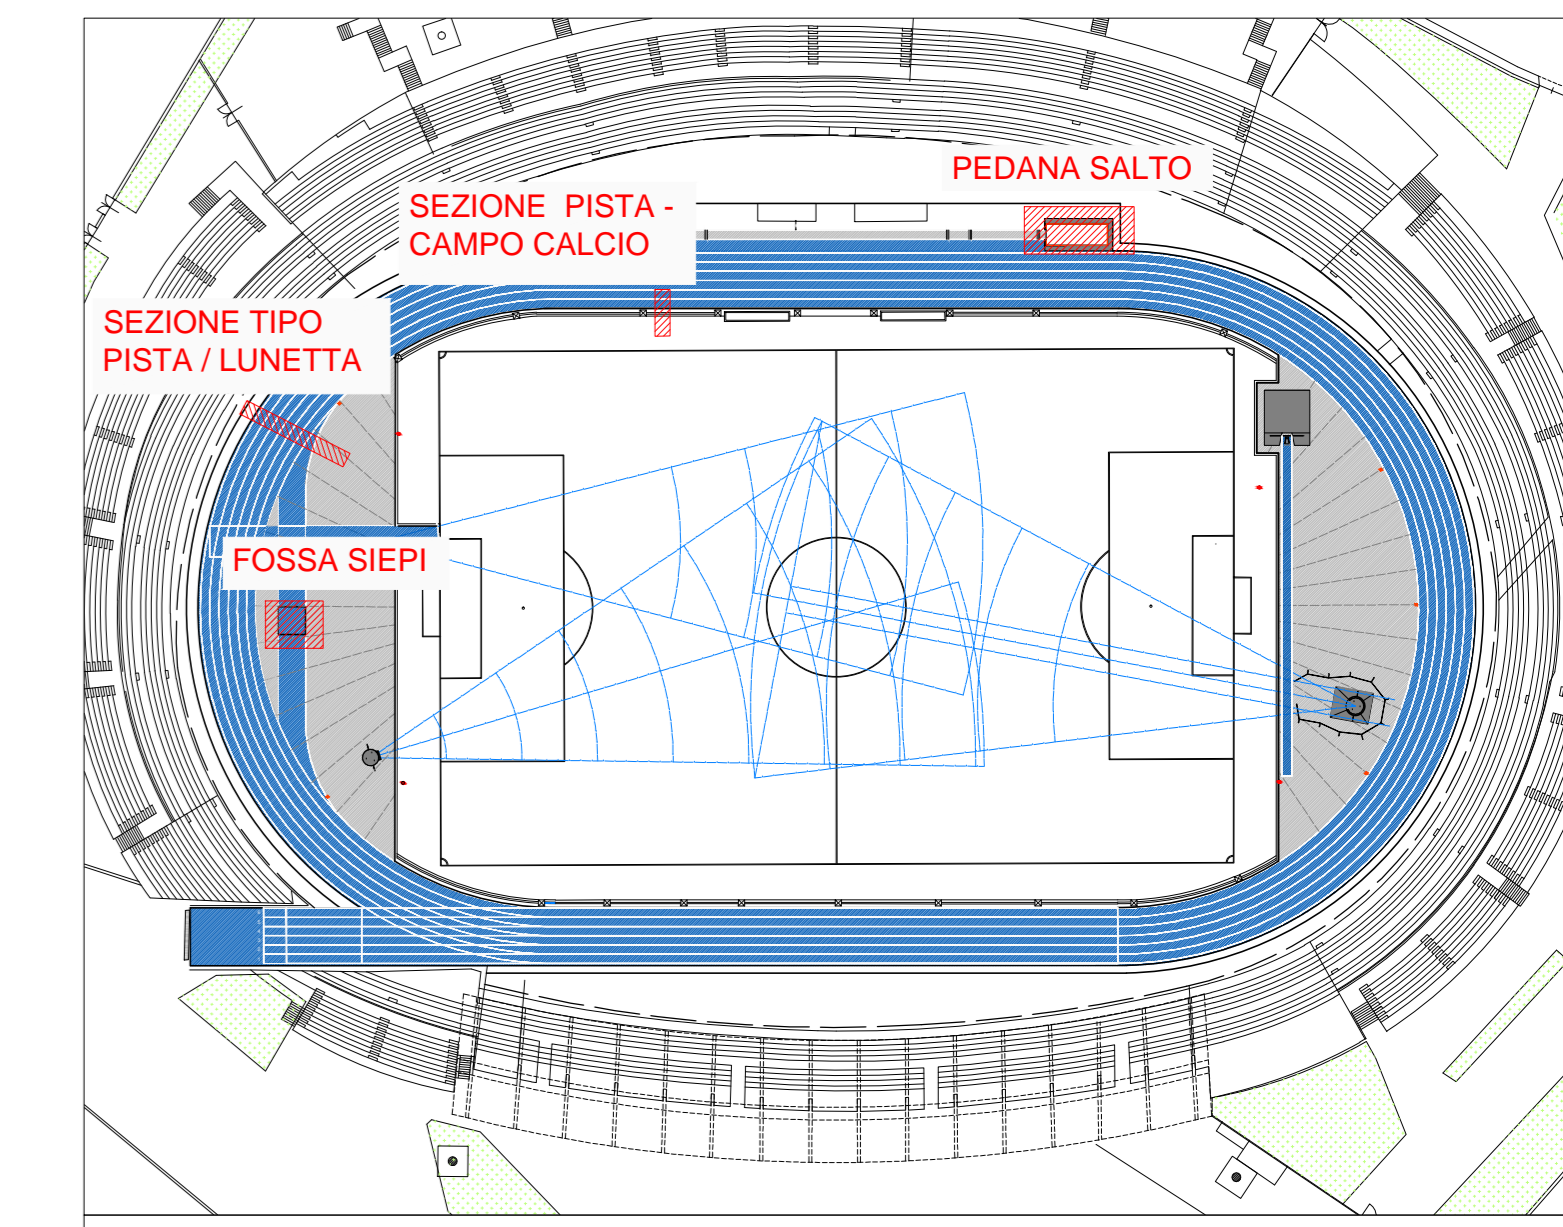 PEDANA SALTO
SEZIONE PISTA -
CAMPO CALCIO
SEZIONE TIPO
PISTA / LUNETTA
FOSSA SIEPI